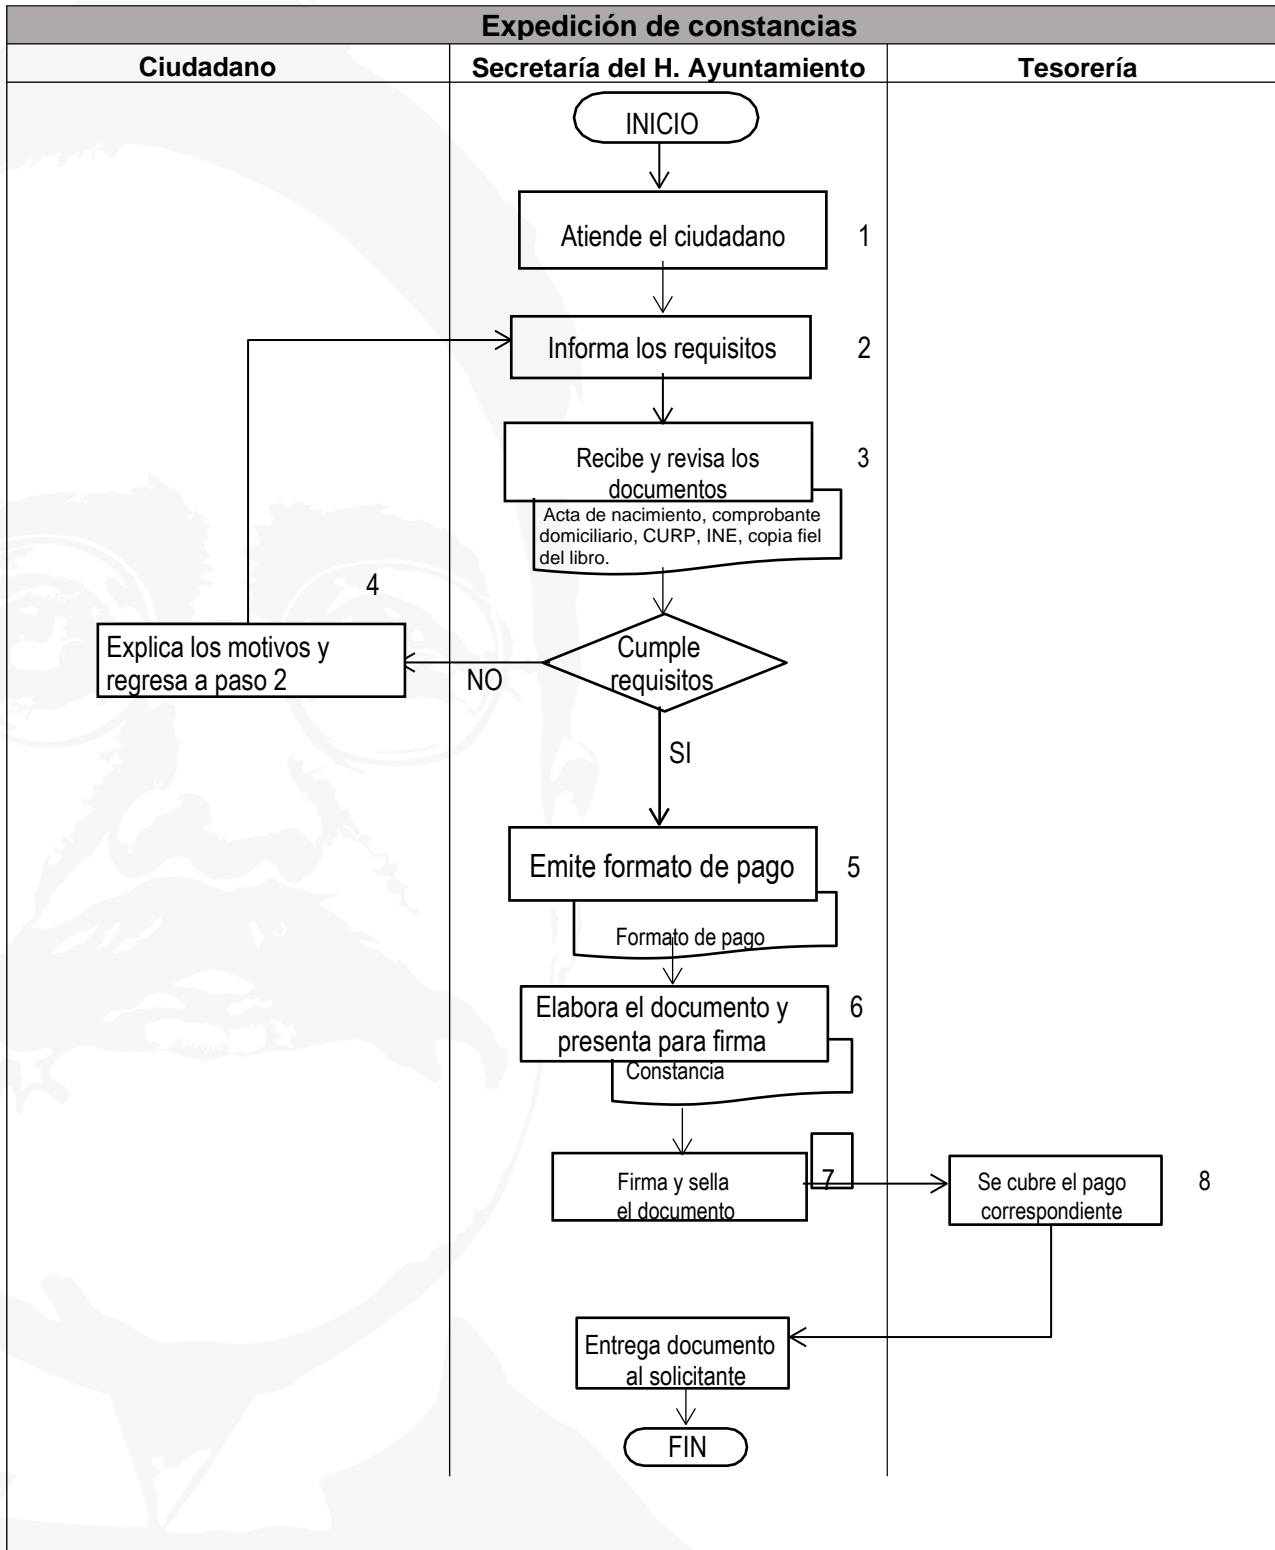 Expedición de constancias
Ciudadano
Secretaría del H. Ayuntamiento
Tesorería
INICIO
Atiende el ciudadano
1
Informa los requisitos
2
Recibe y revisa los
documentos
3
Acta de nacimiento, comprobante
domiciliario, CURP, INE, copia fiel
del libro.
4
Explica los motivos y
regresa a paso 2
NO
Cumple
requisitos
SI
Emite formato de pago
5
Formato de pago
Elabora el documento y
presenta para firma
6
Constancia
Firma y sella
el documento
7
Se cubre el pago
correspondiente
8
Entrega documento
al solicitante
FIN